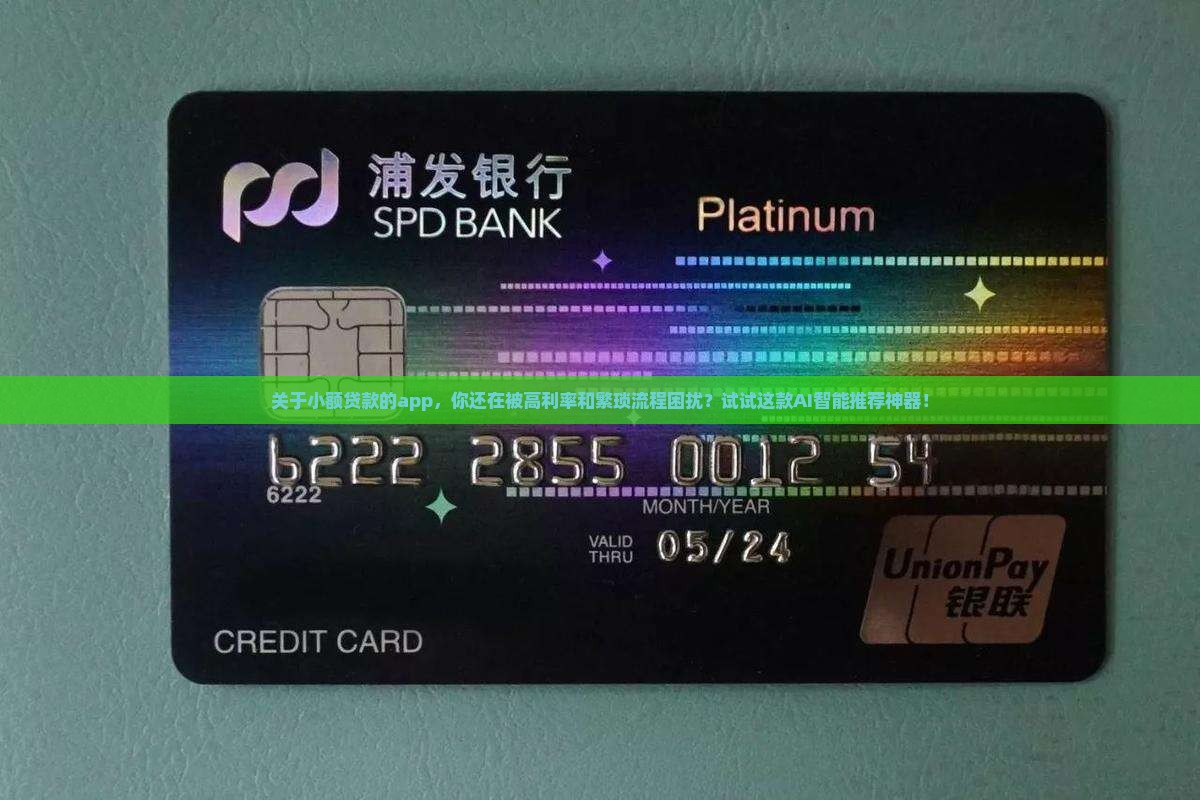 浦发银行
SPD BANK
Platinum
关于小额贷款的app，你还在被高利率和繁琐流程困扰？试试这款AI智能推荐神器！
6222 2855 0012 54
6222
MONTH/YEAR
VALID
THRU
05/24
UnionPay
银联
CREDIT CARD